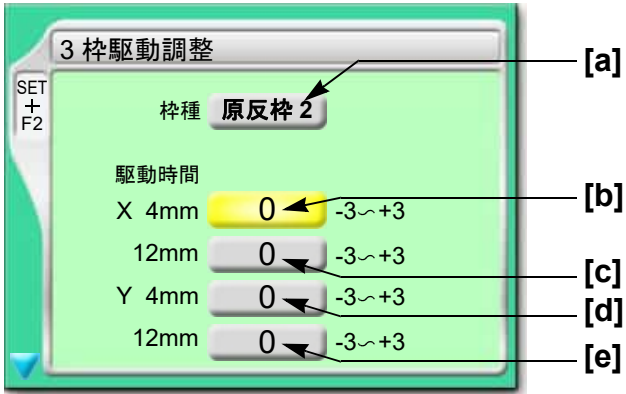 3 枠駆動調整
[a]
SET
+
F2
枠種 原反枠 2
駆動時間
X 4mm 0 -3~+3
[b]
12mm 0 -3~+3
[c]
Y 4mm 0 -3~+3
[d]
12mm 0 -3~+3
[e]